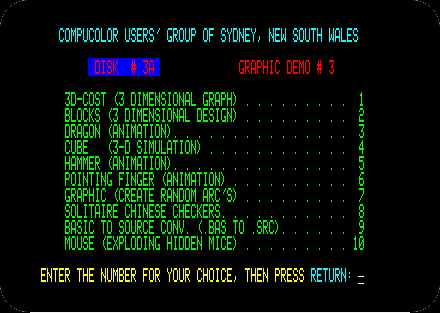 COMPUCOLOR USERS' GROUP OF SYDNEY, NEW SOUTH WALES
DISK # 3A GRAPHIC DEMO # 3
3D-COST (3 DIMENSIONAL GRAPH) . . . . . . . . . . . . 1
BLOCKS (3 DIMENSIONAL DESIGN) . . . . . . . . . . . . 2
DRAGON (ANIMATION) . . . . . . . . . . . . . . . . . . 3
CUBE (3-D SIMULATION) . . . . . . . . . . . . . . . 4
HAMMER (ANIMATION) . . . . . . . . . . . . . . . . . . 5
POINTING FINGER (ANIMATION) . . . . . . . . . . . . . 6
GRAPHIC (CREATE RANDOM ARC'S) . . . . . . . . . . . . 7
SOLITAIRE CHINESE CHECKERS. . . . . . . . . . . . . . 8
BASIC TO SOURCE CONV. (.BAS TO .SRC) . . . . . . . . . 9
MOUSE (EXPLODING HIDDEN MICE) . . . . . . . . . . . . 10
ENTER THE NUMBER FOR YOUR CHOICE, THEN PRESS RETURN: _